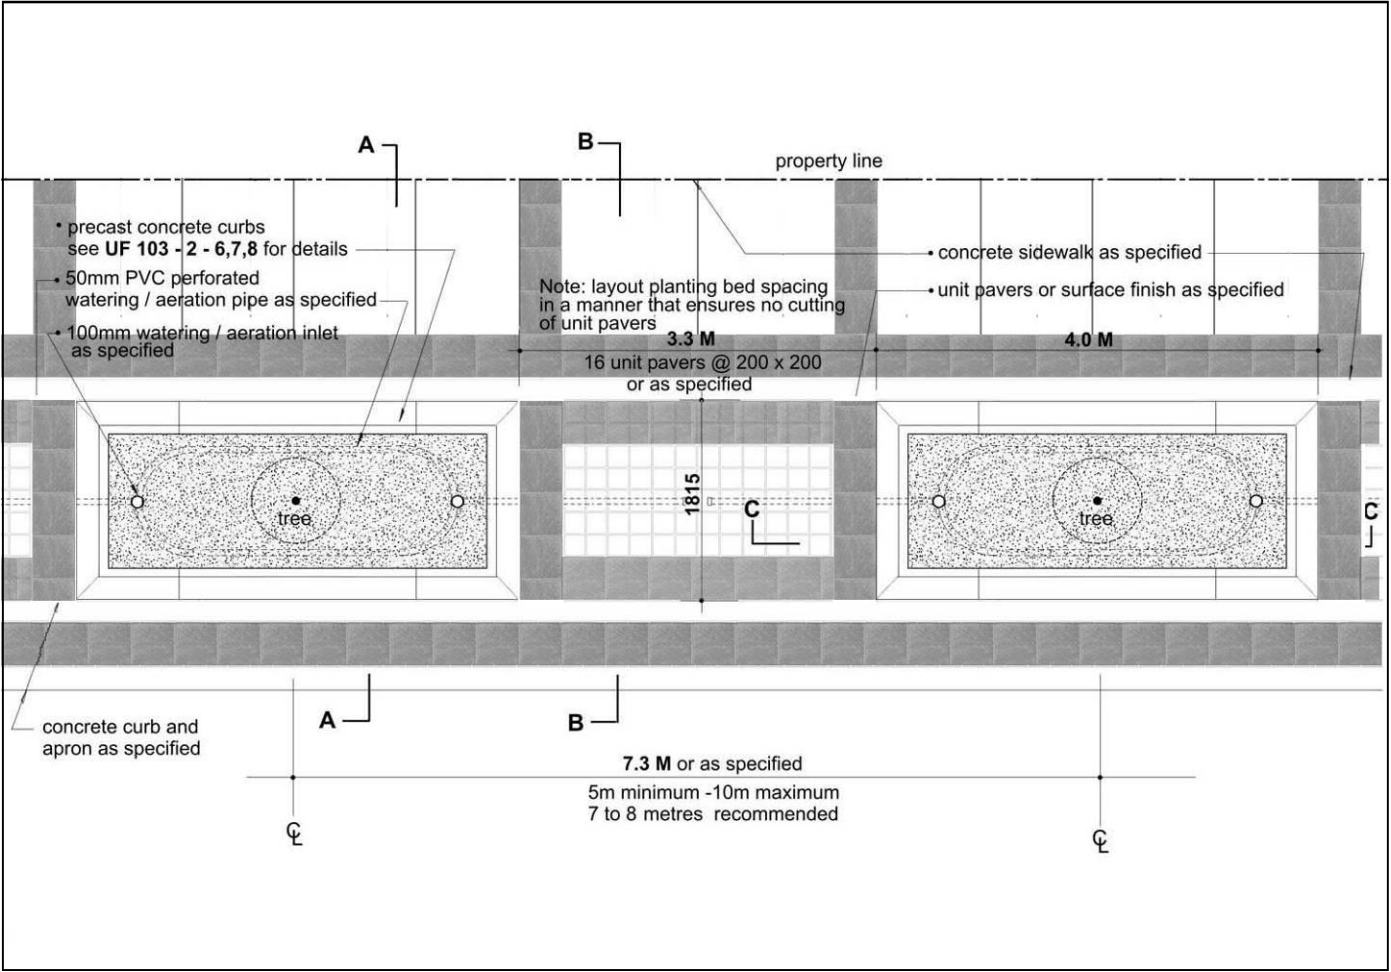 A
B
property line
• precast concrete curbs
see UF 103 - 2 - 6,7,8 for details
• 50mm PVC perforated
watering / aeration pipe as specified
• 100mm watering / aeration inlet
as specified
Note: layout planting bed spacing
in a manner that ensures no cutting
of unit pavers
• concrete sidewalk as specified
• unit pavers or surface finish as specified
3.3 M
4.0 M
16 unit pavers @ 200 x 200
or as specified
1815
C
C
tree
tree
A
B
concrete curb and
apron as specified
7.3 M or as specified
5m minimum -10m maximum
7 to 8 metres recommended
℄
℄